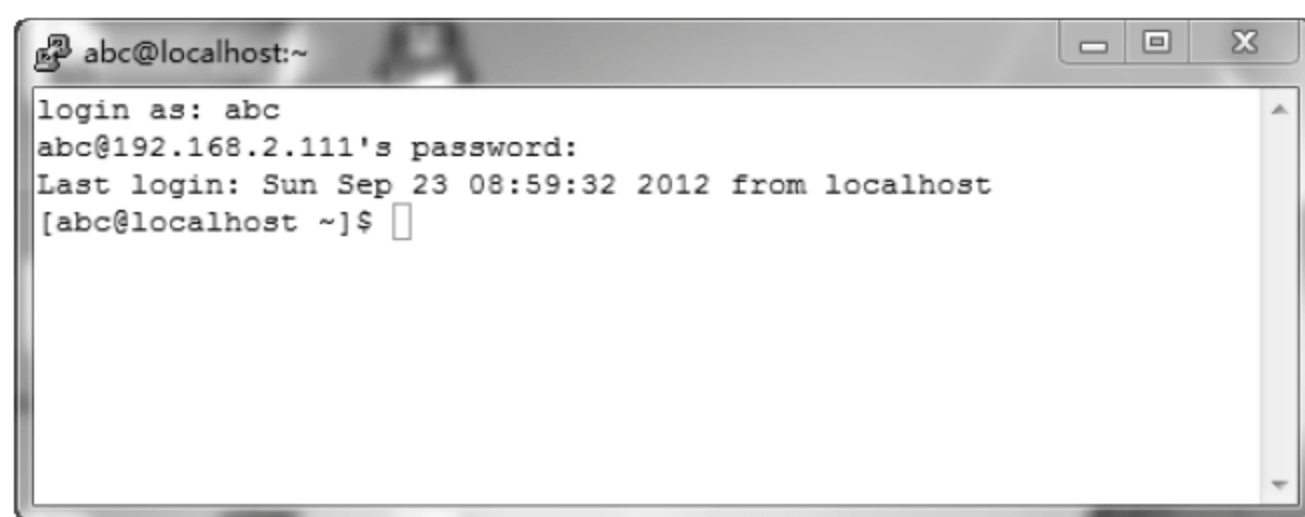 abc@localhost:~
login as: abc
abc@192.168.2.111's password:
Last login: Sun Sep 23 08:59:32 2012 from localhost
[abc@localhost ~]$